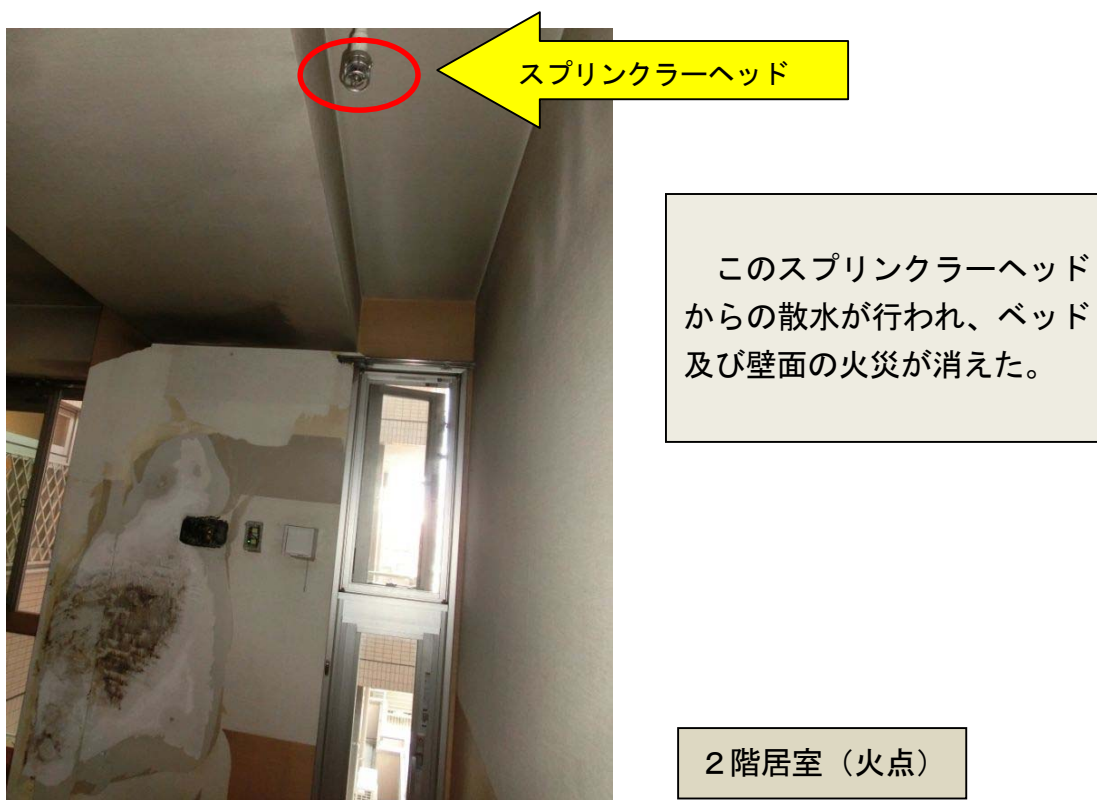 スプリンクラーヘッド
　このスプリンクラーヘッド
からの散水が行われ、ベッド
及び壁面の火災が消えた。
２階居室（火点）